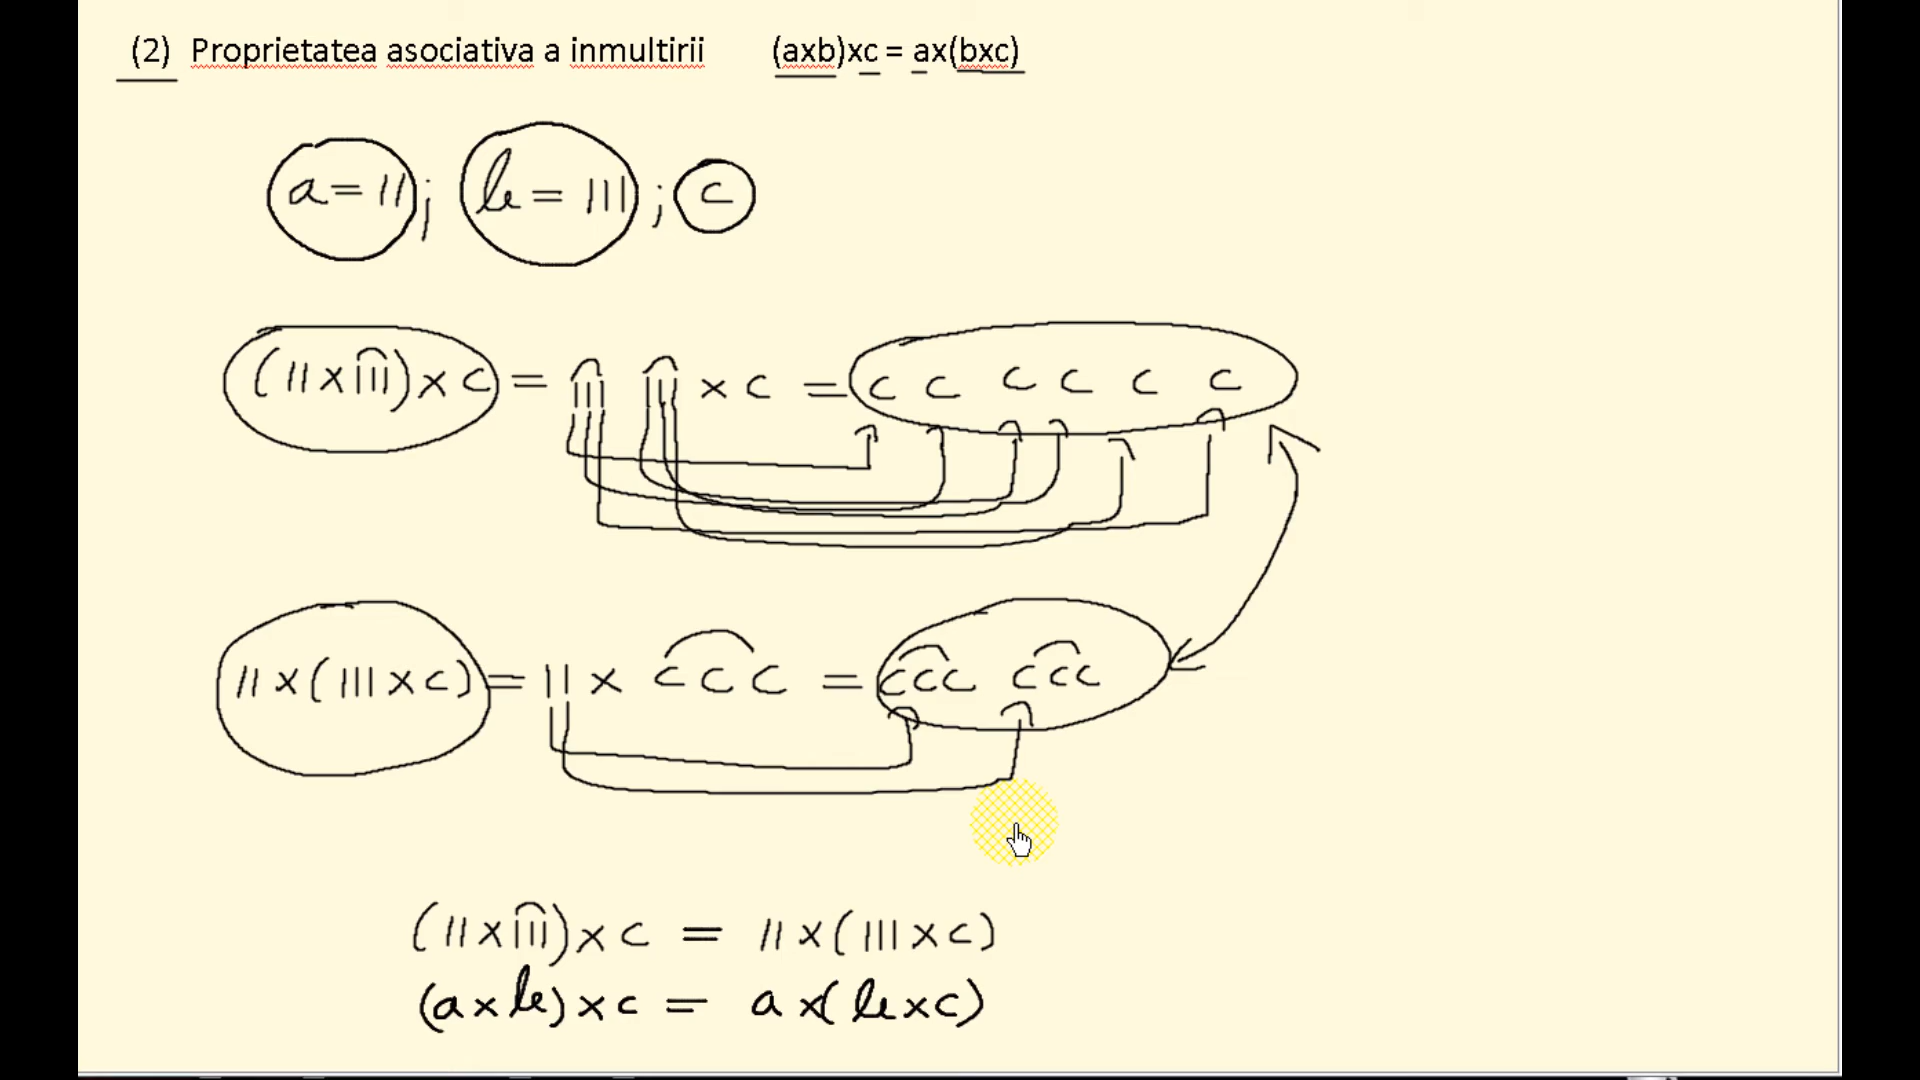 (2) Proprietatea asociativa a inmultirii (axb)xc = ax(bxc)
a = II ; b = III ; c
(II x III) x c = III III x c = c c c c c c
II x (III x c) = II x c c c = ccc ccc
(II x III) x c = II x (III x c)
(a x b) x c = a x (b x c)